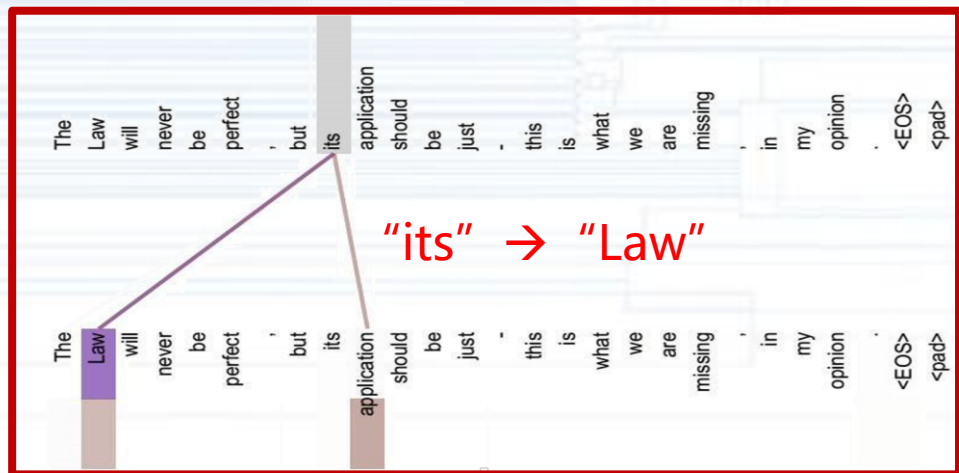 The Law will never be perfect , but its application should be just - this is what we are missing , in my opinion . <EOS> <pad>
“its” → “Law”
The Law will never be perfect , but its application should be just - this is what we are missing , in my opinion . <EOS> <pad>